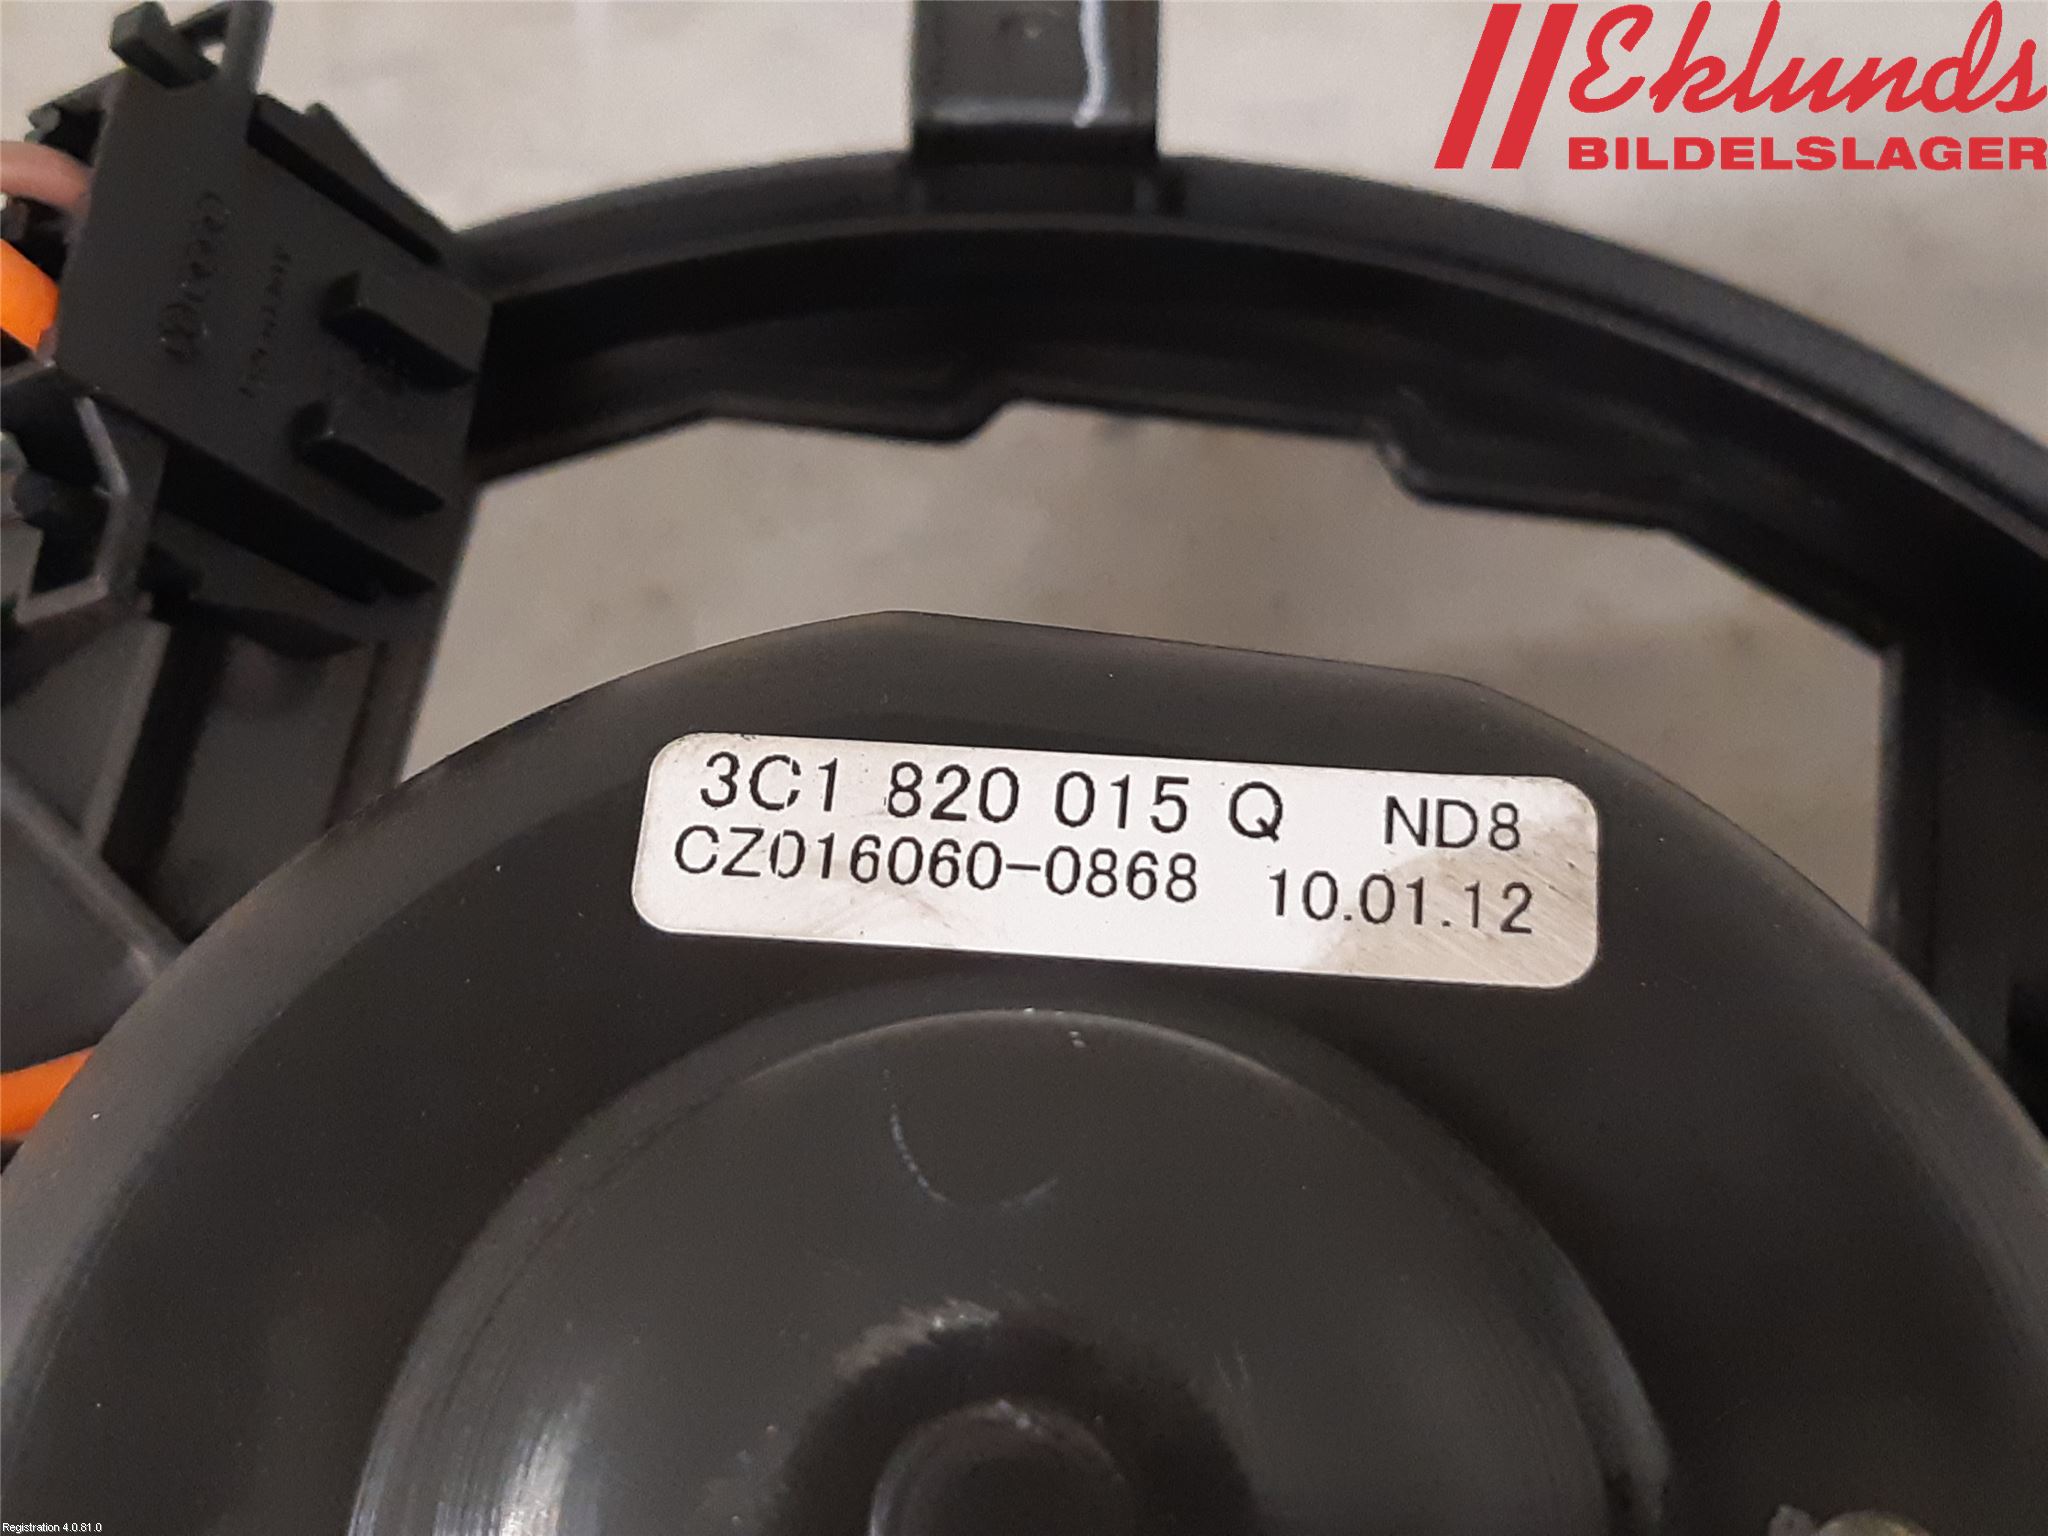 Eklunds
BILDELSLAGER
3C1 820 015 Q ND8
CZ016060-0868 10.01.12
Registration 4.0.81.0